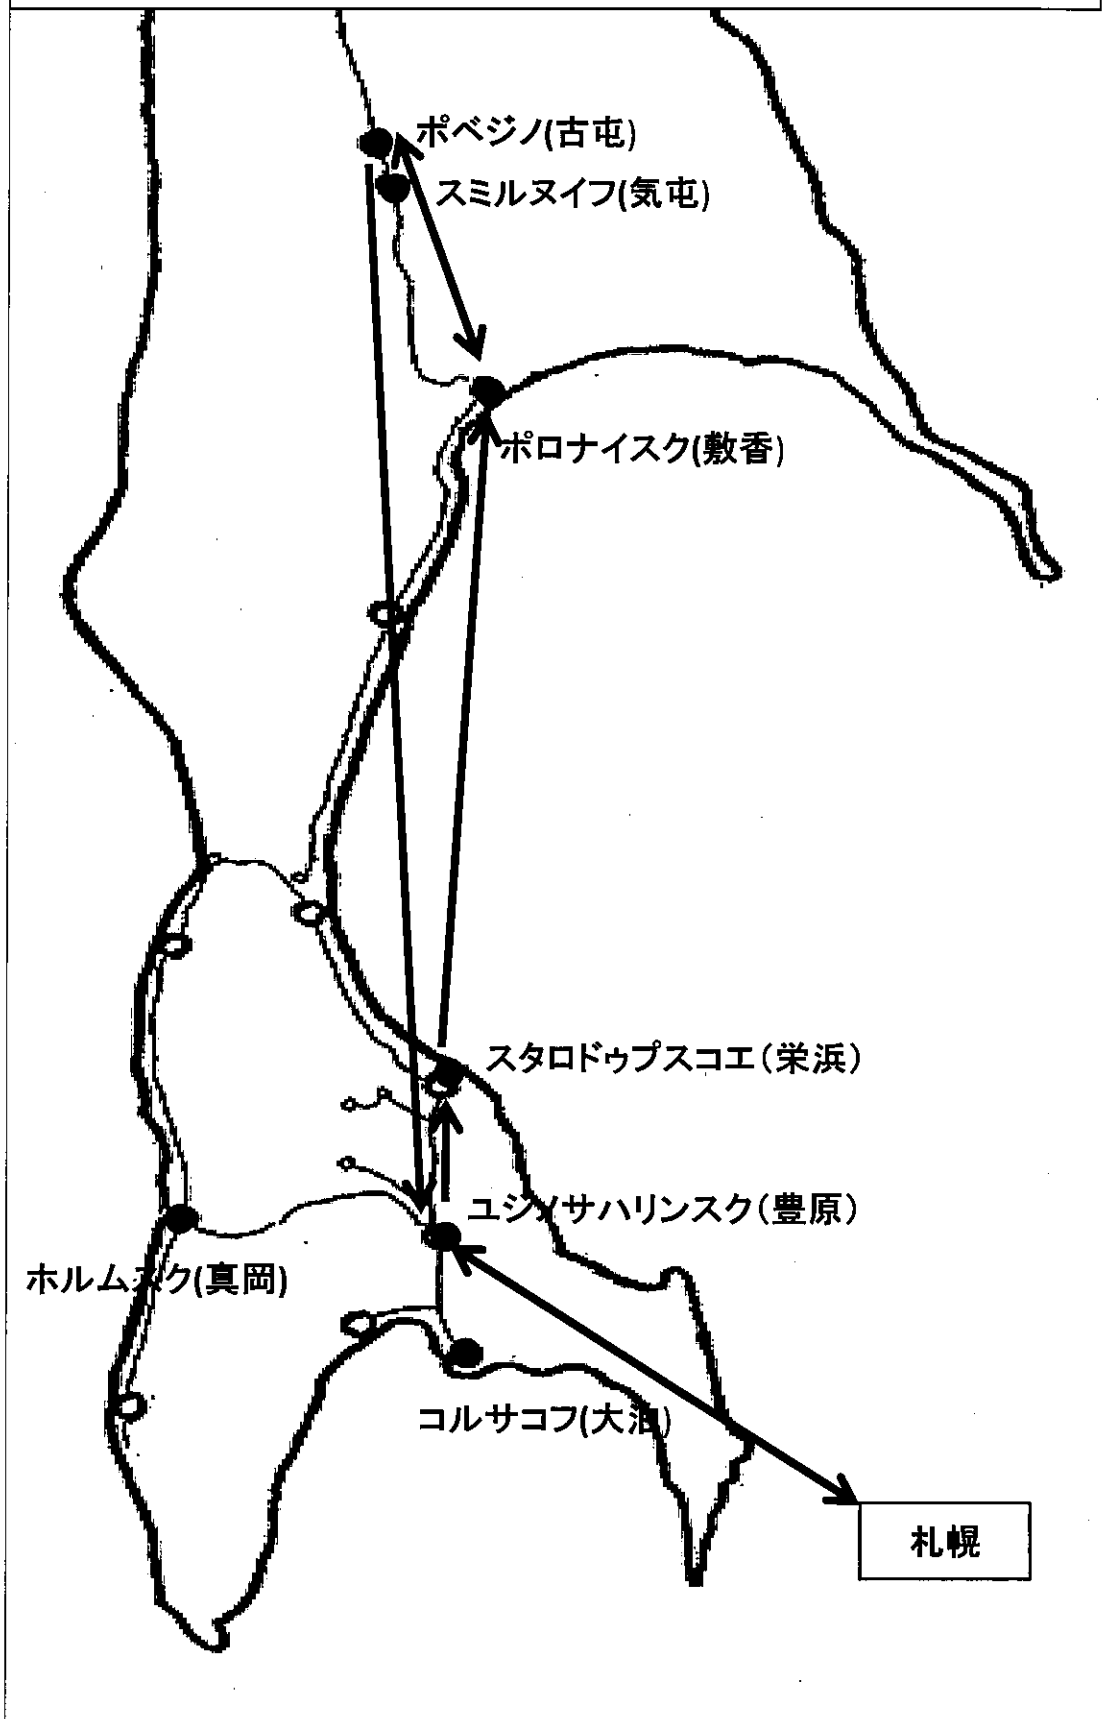 ポベジノ(古屯)
スミルヌイフ(気屯)
ポロナイスク(敷香)
スタロドゥプスコエ(栄浜)
ユジノサハリンスク(豊原)
ホルムスク(真岡)
コルサコフ(大泊)
札幌